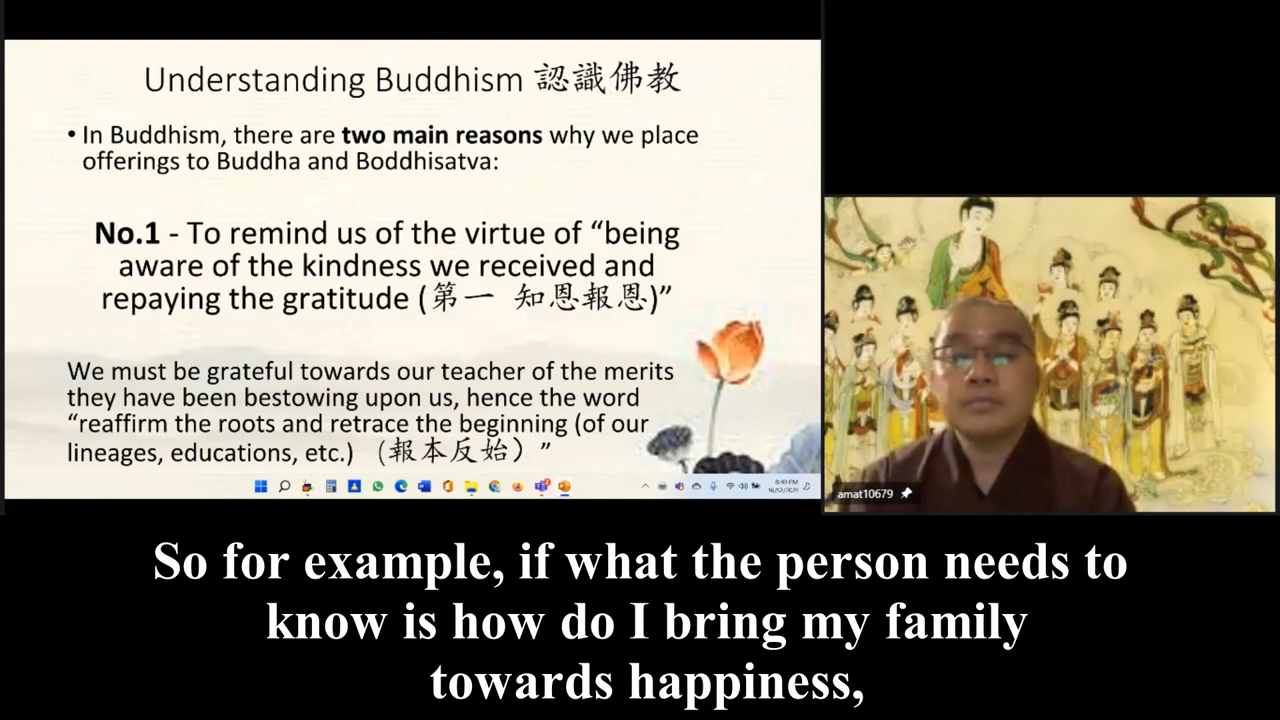 Understanding Buddhism 認識佛教
• In Buddhism, there are two main reasons why we place
offerings to Buddha and Boddhisatva:
No.1 - To remind us of the virtue of “being
aware of the kindness we received and
repaying the gratitude (第一 知恩報恩)”
We must be grateful towards our teacher of the merits
they have been bestowing upon us, hence the word
“reaffirm the roots and retrace the beginning (of our
lineages, educations, etc.) （報本反始）”
amat10679
So for example, if what the person needs to
know is how do I bring my family
towards happiness,